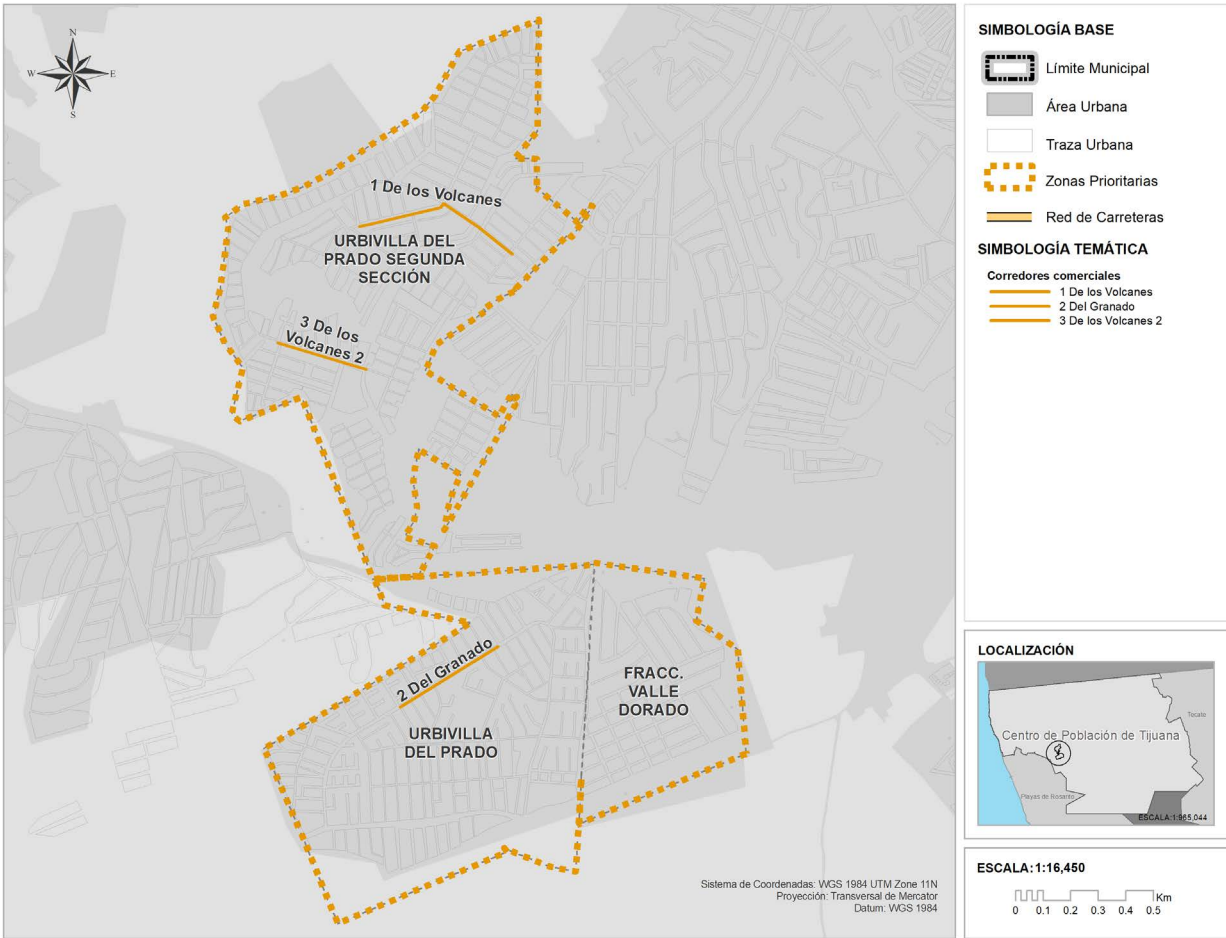 N
W
E
S
1 De los Volcanes
URBIVILLA DEL
PRADO SEGUNDA
SECCIÓN
3 De los
Volcanes 2
2 Del Granado
URBIVILLA
DEL PRADO
FRACC.
VALLE
DORADO
Sistema de Coordenadas: WGS 1984 UTM Zone 11N
Proyección: Transversal de Mercator
Datum: WGS 1984
SIMBOLOGÍA BASE
Límite Municipal
Área Urbana
Traza Urbana
Zonas Prioritarias
Red de Carreteras
SIMBOLOGÍA TEMÁTICA
Corredores comerciales
1 De los Volcanes
2 Del Granado
3 De los Volcanes 2
LOCALIZACIÓN
Tecate
Centro de Población de Tijuana
Playas de Rosarito
ESCALA:1:965,044
ESCALA: 1:16,450
Km
0 0.1 0.2 0.3 0.4 0.5